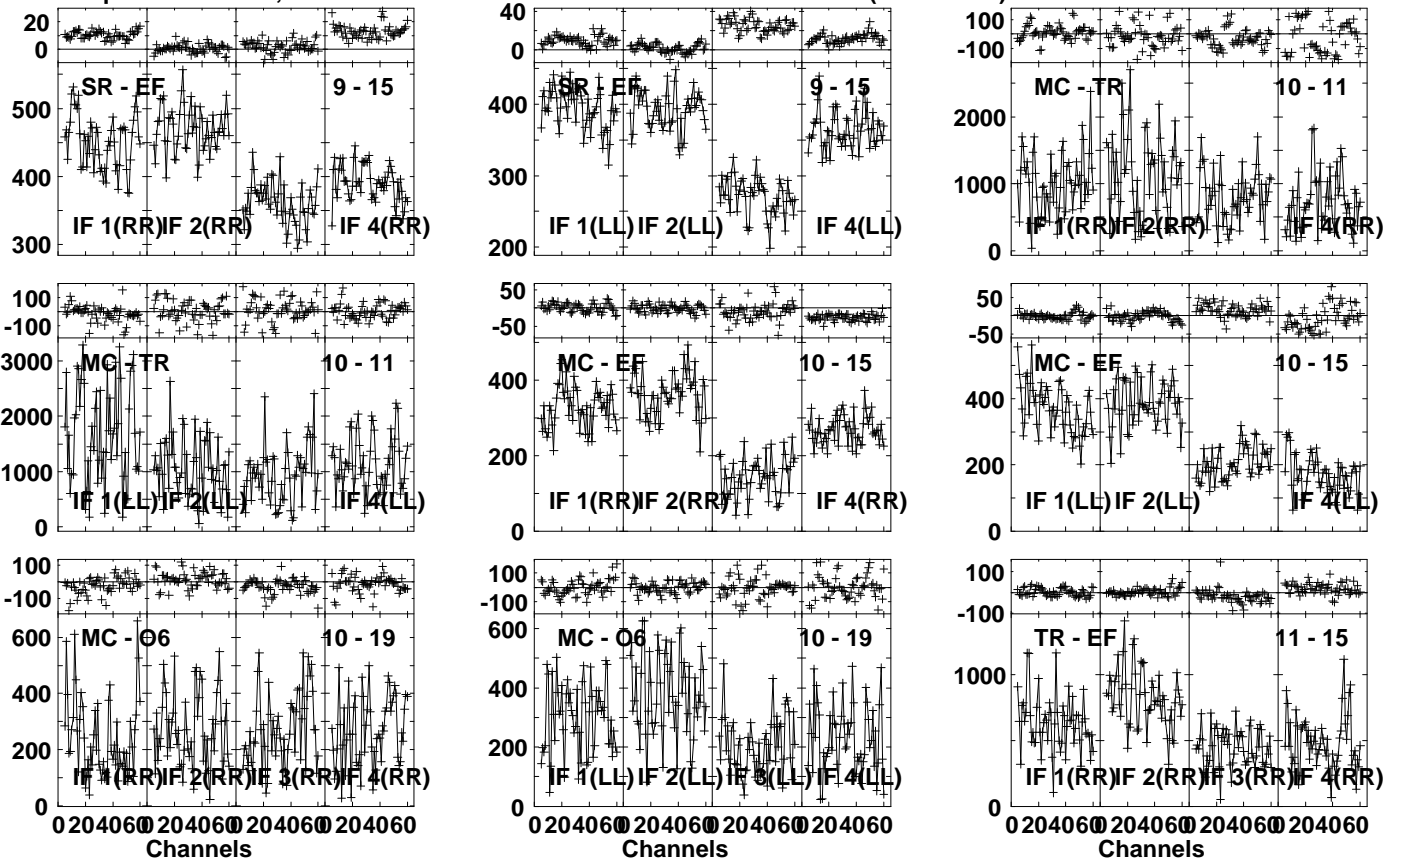 20
0
SR - EF 9 - 15
500
400
300
IF 1(RR) IF 2(RR) IF 4(RR)
40
0
SR - EF 9 - 15
400
300
200
IF 1(LL) IF 2(LL) IF 4(LL)
100
-100
MC - TR 10 - 11
2000
1000
0
IF 1(RR) IF 2(RR) IF 4(RR)
100
-100
MC - TR 10 - 11
3000
2000
1000
0
IF 1(LL) IF 2(LL) IF 4(LL)
50
-50
MC - EF 10 - 15
400
200
0
IF 1(RR) IF 2(RR) IF 4(RR)
50
-50
MC - EF 10 - 15
400
200
0
IF 1(LL) IF 2(LL) IF 4(LL)
100
-100
MC - O6 10 - 19
600
400
200
0
IF 1(RR) IF 2(RR) IF 3(RR) IF 4(RR)
0 204060 0 204060 0 204060 0 204060
Channels
100
-100
MC - O6 10 - 19
600
400
200
0
IF 1(LL) IF 2(LL) IF 3(LL) IF 4(LL)
0 204060 0 204060 0 204060 0 204060
Channels
100
-100
TR - EF 11 - 15
1000
0
IF 1(RR) IF 2(RR) IF 3(RR) IF 4(RR)
0 204060 0 204060 0 204060 0 204060
Channels